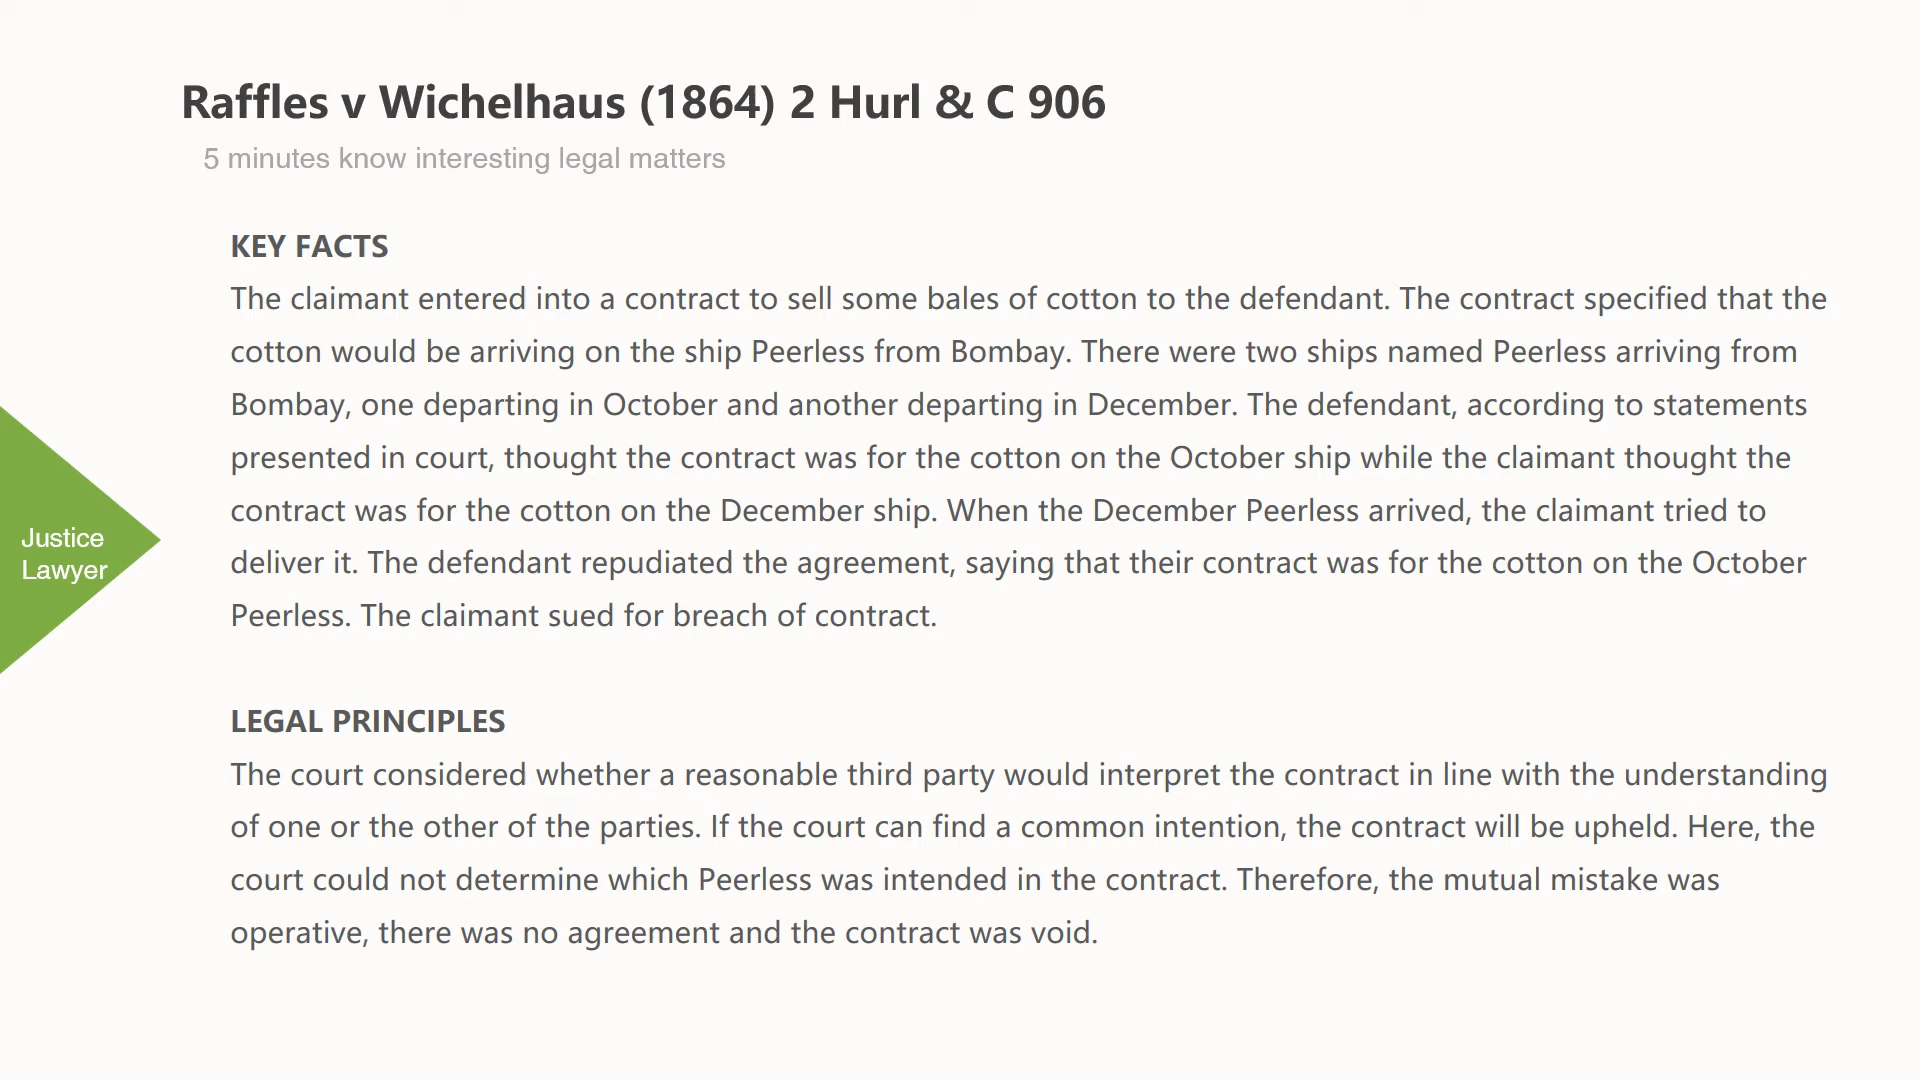 Raffles v Wichelhaus (1864) 2 Hurl & C 906
5 minutes know interesting legal matters
KEY FACTS
The claimant entered into a contract to sell some bales of cotton to the defendant. The contract specified that the
cotton would be arriving on the ship Peerless from Bombay. There were two ships named Peerless arriving from
Bombay, one departing in October and another departing in December. The defendant, according to statements
presented in court, thought the contract was for the cotton on the October ship while the claimant thought the
contract was for the cotton on the December ship. When the December Peerless arrived, the claimant tried to
deliver it. The defendant repudiated the agreement, saying that their contract was for the cotton on the October
Peerless. The claimant sued for breach of contract.
Justice
Lawyer
LEGAL PRINCIPLES
The court considered whether a reasonable third party would interpret the contract in line with the understanding
of one or the other of the parties. If the court can find a common intention, the contract will be upheld. Here, the
court could not determine which Peerless was intended in the contract. Therefore, the mutual mistake was
operative, there was no agreement and the contract was void.